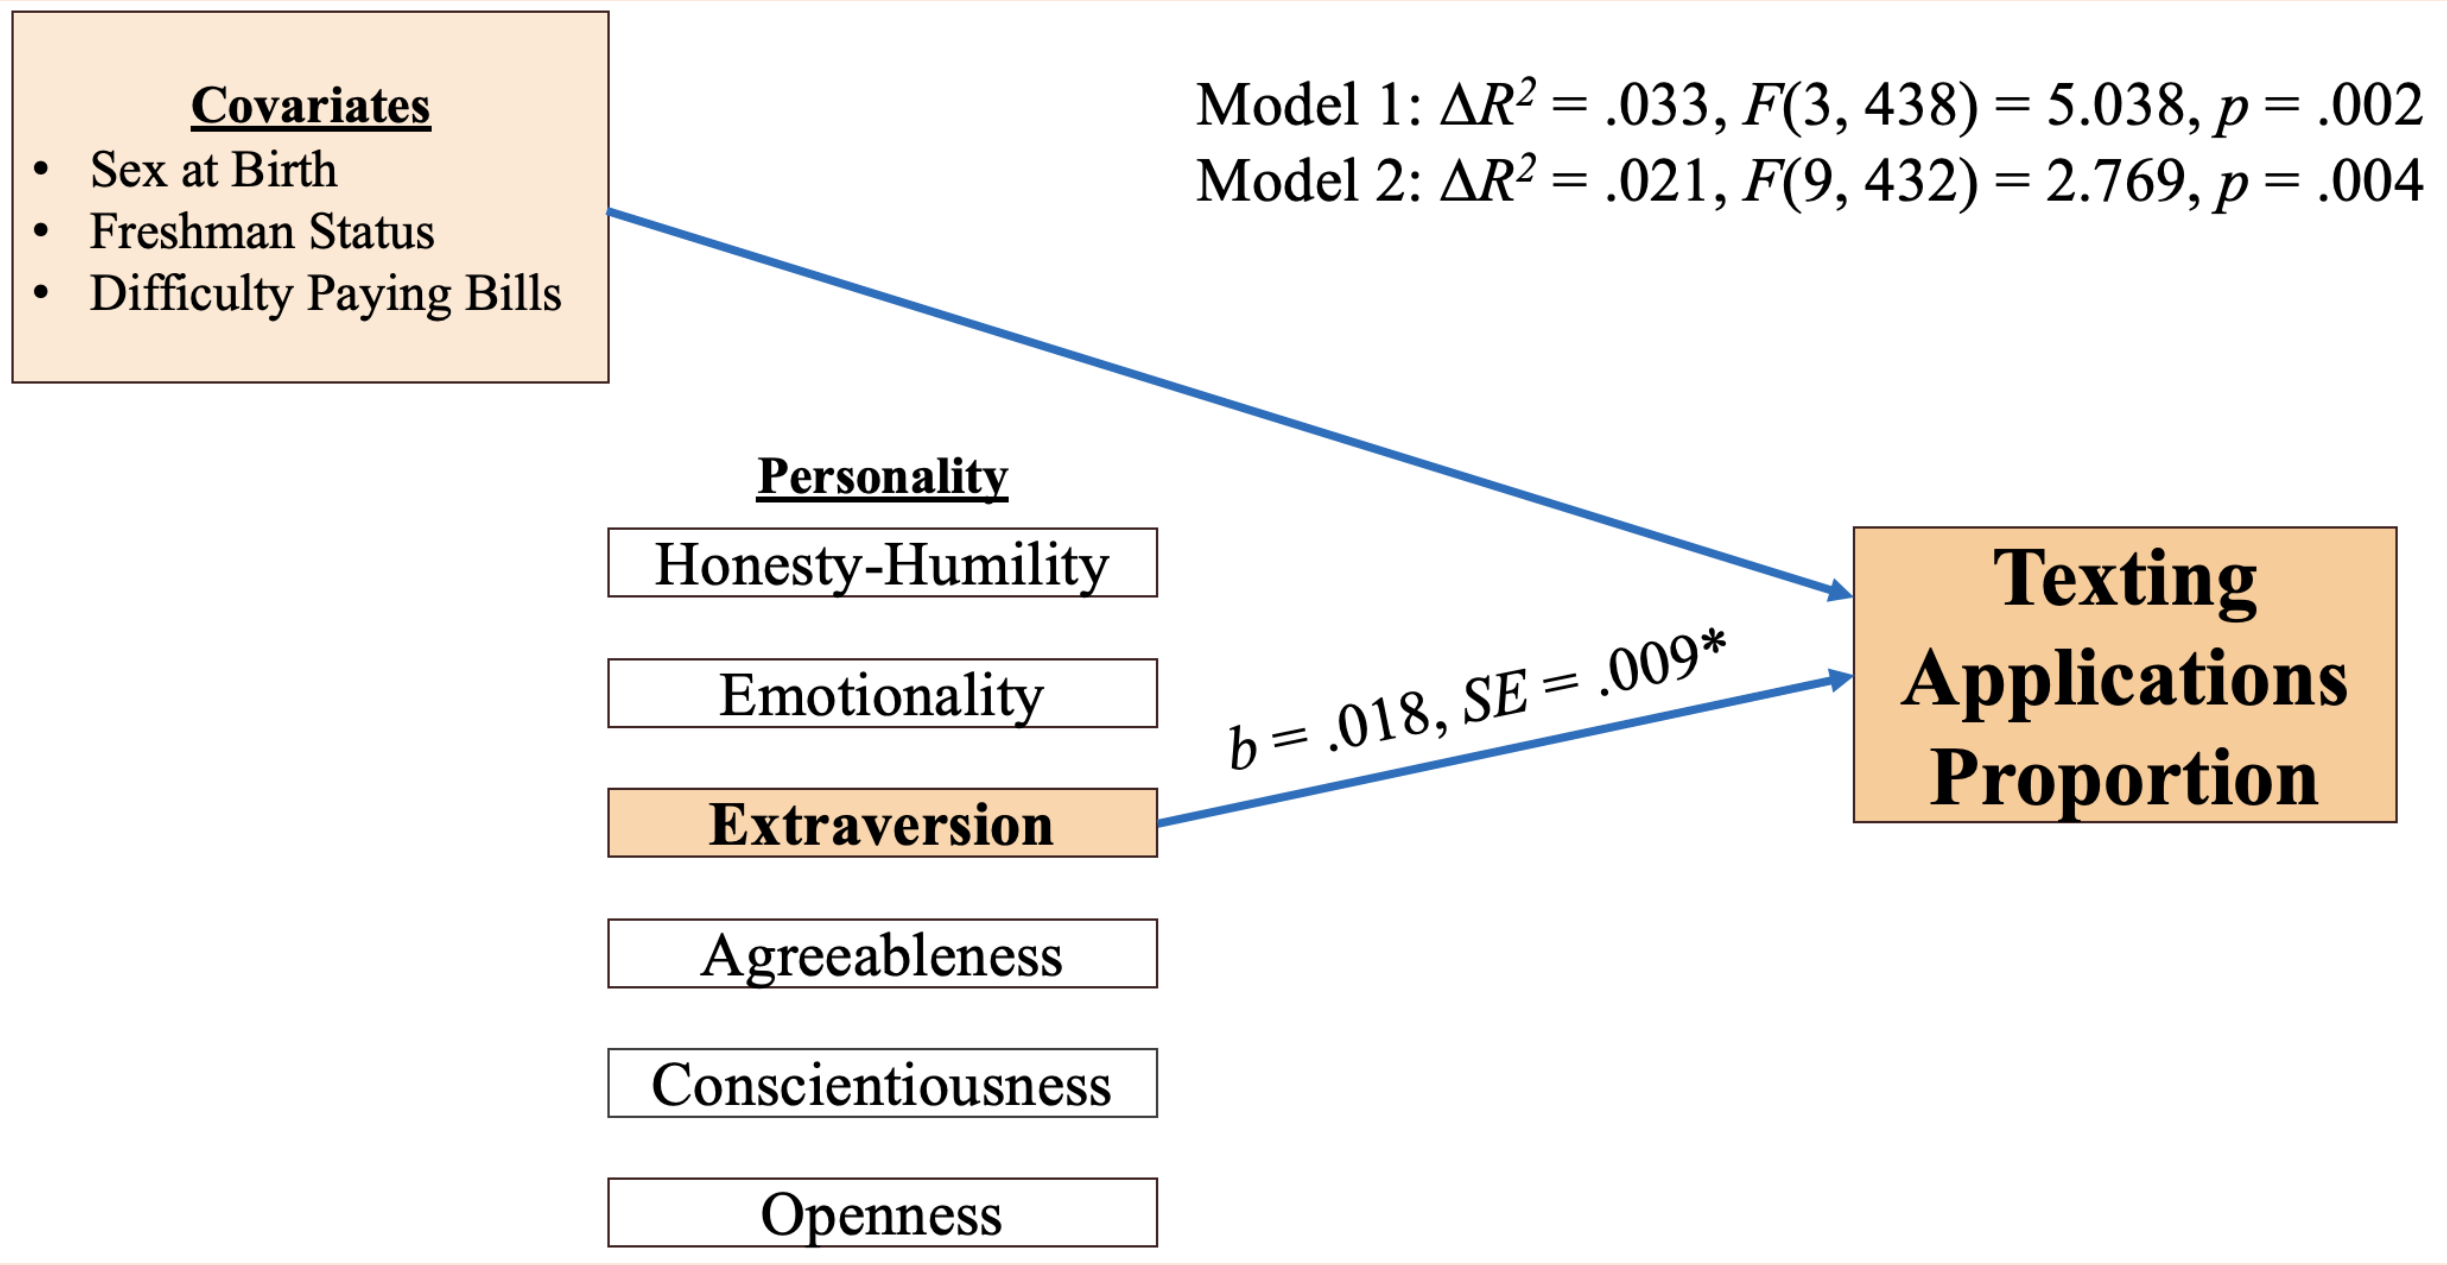 Covariates
• Sex at Birth
• Freshman Status
• Difficulty Paying Bills
Model 1: ΔR² = .033, F(3, 438) = 5.038, p = .002
Model 2: ΔR² = .021, F(9, 432) = 2.769, p = .004
Personality
Honesty-Humility
Emotionality
Extraversion
Agreeableness
Conscientiousness
Openness
b = .018, SE = .009*
Texting
Applications
Proportion